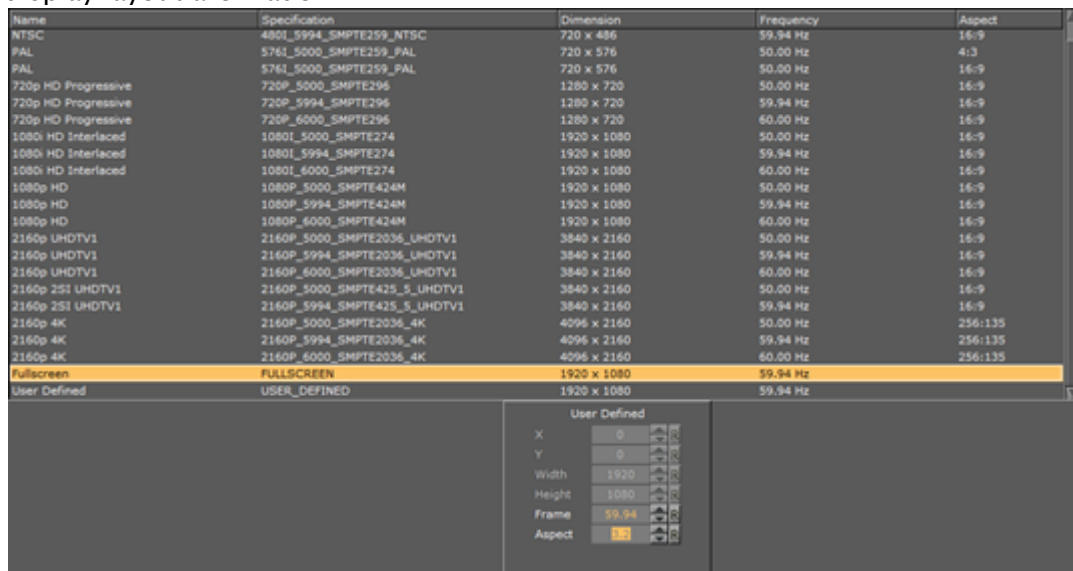 Name Specification Dimension Frequency Aspect
NTSC 480I_5994_SMPTE259_NTSC 720 x 486 59.94 Hz 16:9
PAL 576I_5000_SMPTE259_PAL 720 x 576 50.00 Hz 4:3
PAL 576I_5000_SMPTE259_PAL 720 x 576 50.00 Hz 16:9
720p HD Progressive 720P_5000_SMPTE296 1280 x 720 50.00 Hz 16:9
720p HD Progressive 720P_5994_SMPTE296 1280 x 720 59.94 Hz 16:9
720p HD Progressive 720P_6000_SMPTE296 1280 x 720 60.00 Hz 16:9
1080i HD Interlaced 1080I_5000_SMPTE274 1920 x 1080 50.00 Hz 16:9
1080i HD Interlaced 1080I_5994_SMPTE274 1920 x 1080 59.94 Hz 16:9
1080i HD Interlaced 1080I_6000_SMPTE274 1920 x 1080 60.00 Hz 16:9
1080p HD 1080P_5000_SMPTE424M 1920 x 1080 50.00 Hz 16:9
1080p HD 1080P_5994_SMPTE424M 1920 x 1080 59.94 Hz 16:9
1080p HD 1080P_6000_SMPTE424M 1920 x 1080 60.00 Hz 16:9
2160p UHDTV1 2160P_5000_SMPTE2036_UHDTV1 3840 x 2160 50.00 Hz 16:9
2160p UHDTV1 2160P_5994_SMPTE2036_UHDTV1 3840 x 2160 59.94 Hz 16:9
2160p UHDTV1 2160P_6000_SMPTE2036_UHDTV1 3840 x 2160 60.00 Hz 16:9
2160p 2SI UHDTV1 2160P_5000_SMPTE425_5_UHDTV1 3840 x 2160 50.00 Hz 16:9
2160p 2SI UHDTV1 2160P_5994_SMPTE425_5_UHDTV1 3840 x 2160 59.94 Hz 16:9
2160p 4K 2160P_5000_SMPTE2036_4K 4096 x 2160 50.00 Hz 256:135
2160p 4K 2160P_5994_SMPTE2036_4K 4096 x 2160 59.94 Hz 256:135
2160p 4K 2160P_6000_SMPTE2036_4K 4096 x 2160 60.00 Hz 256:135
Fullscreen FULLSCREEN 1920 x 1080 59.94 Hz
User Defined USER_DEFINED 1920 x 1080 59.94 Hz
User Defined
X 0 R
Y 0 R
Width 1920 R
Height 1080 R
Frame 59.94 R
Aspect 3.2 R